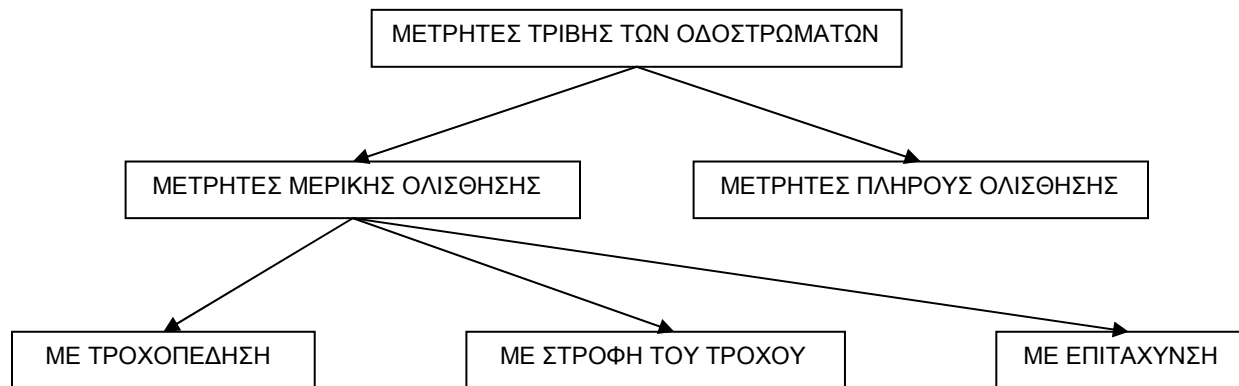 ΜΕΤΡΗΤΕΣ ΤΡΙΒΗΣ ΤΩΝ ΟΔΟΣΤΡΩΜΑΤΩΝ
ΜΕΤΡΗΤΕΣ ΜΕΡΙΚΗΣ ΟΛΙΣΘΗΣΗΣ
ΜΕΤΡΗΤΕΣ ΠΛΗΡΟΥΣ ΟΛΙΣΘΗΣΗΣ
ΜΕ ΤΡΟΧΟΠΕΔΗΣΗ
ΜΕ ΣΤΡΟΦΗ ΤΟΥ ΤΡΟΧΟΥ
ΜΕ ΕΠΙΤΑΧΥΝΣΗ